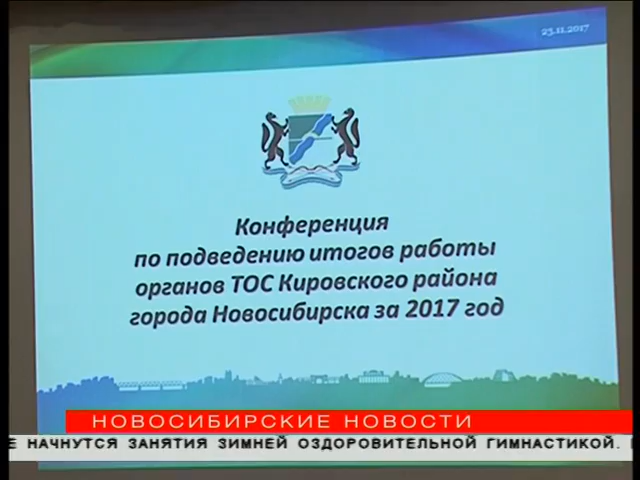 23.11.2017
Конференция
по подведению итогов работы
органов ТОС Кировского района
города Новосибирска за 2017 год
НОВОСИБИРСКИЕ НОВОСТИ
НАЧНУТСЯ ЗАНЯТИЯ ЗИМНЕЙ ОЗДОРОВИТЕЛЬНОЙ ГИМНАСТИКОЙ.